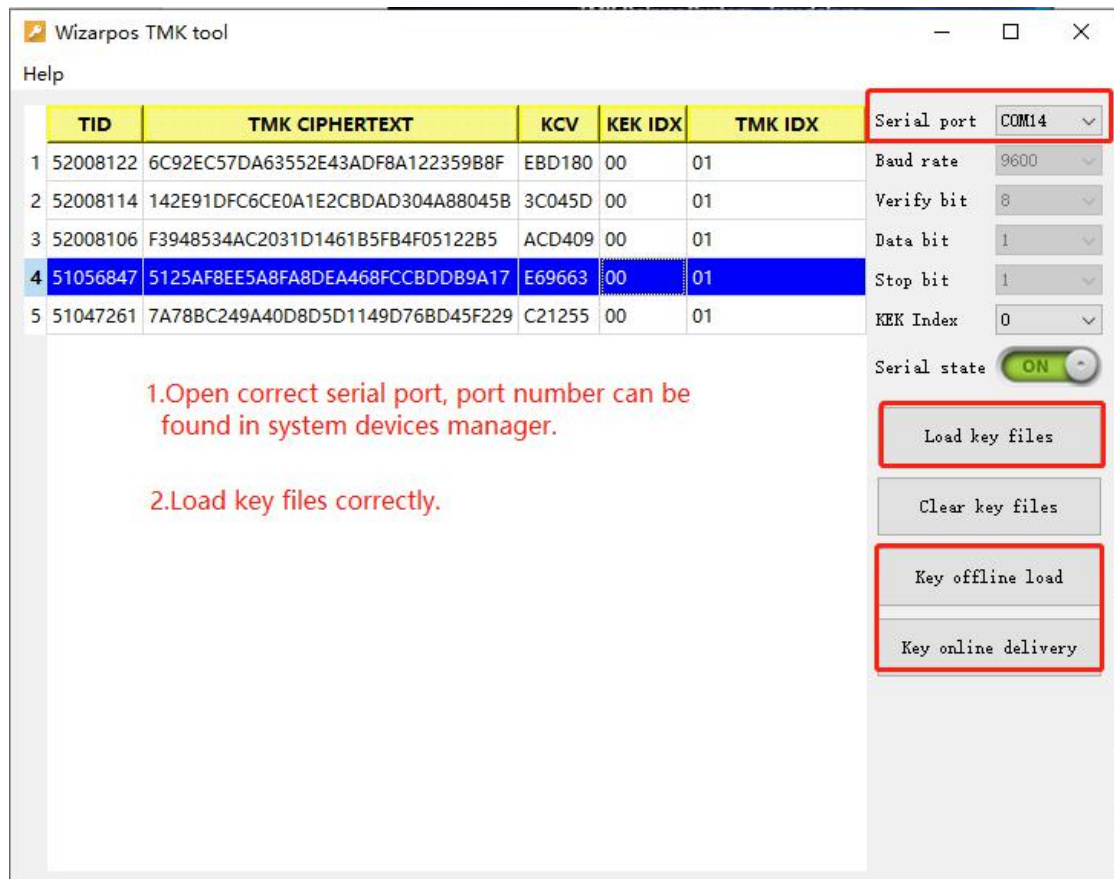 Wizarpos TMK tool
Help
TID TMK CIPHERTEXT KCV KEK IDX TMK IDX
1 52008122 6C92EC57DA63552E43ADF8A122359B8F EBD180 00 01
2 52008114 142E91DFC6CE0A1E2CBDAD304A88045B 3C045D 00 01
3 52008106 F3948534AC2031D1461B5FB4F05122B5 ACD409 00 01
4 51056847 5125AF8EE5A8FA8DEA468FCCBDDB9A17 E69663 00 01
5 51047261 7A78BC249A40D8D5D1149D76BD45F229 C21255 00 01
Serial port COM14
Baud rate 9600
Verify bit 8
Data bit 1
Stop bit 1
KEK Index 0
Serial state ON
1.Open correct serial port, port number can be
found in system devices manager.
2.Load key files correctly.
Load key files
Clear key files
Key offline load
Key online delivery